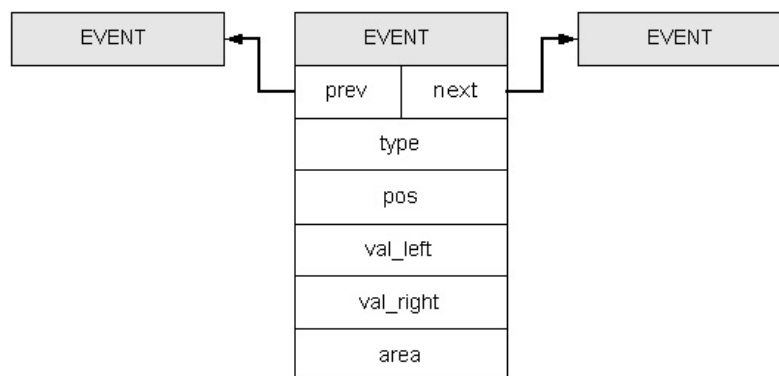 EVENT EVENT EVENT
prev next
type
pos
val_left
val_right
area